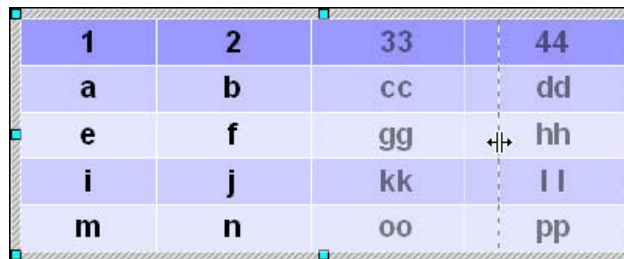 1 2 33 44
a b cc dd
e f gg hh
i j kk l l
m n oo pp